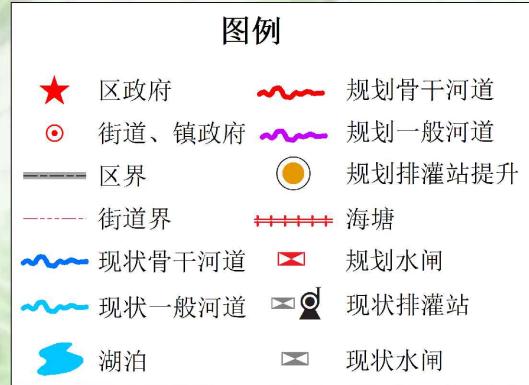 图例
区政府 规划骨干河道
街道、镇政府 规划一般河道
区界 规划排灌站提升
街道界 海塘
现状骨干河道 规划水闸
现状一般河道 现状排灌站
湖泊 现状水闸